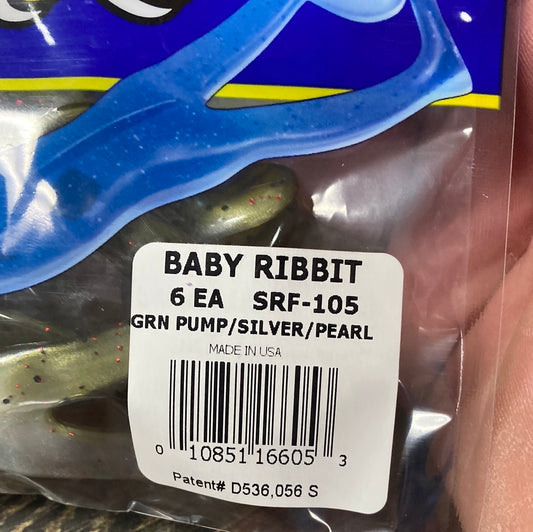 BABY RIBBIT
6 EA SRF-105
GRN PUMP/SILVER/PEARL
MADE IN USA
0 10851 16605 3
Patent# D536,056 S